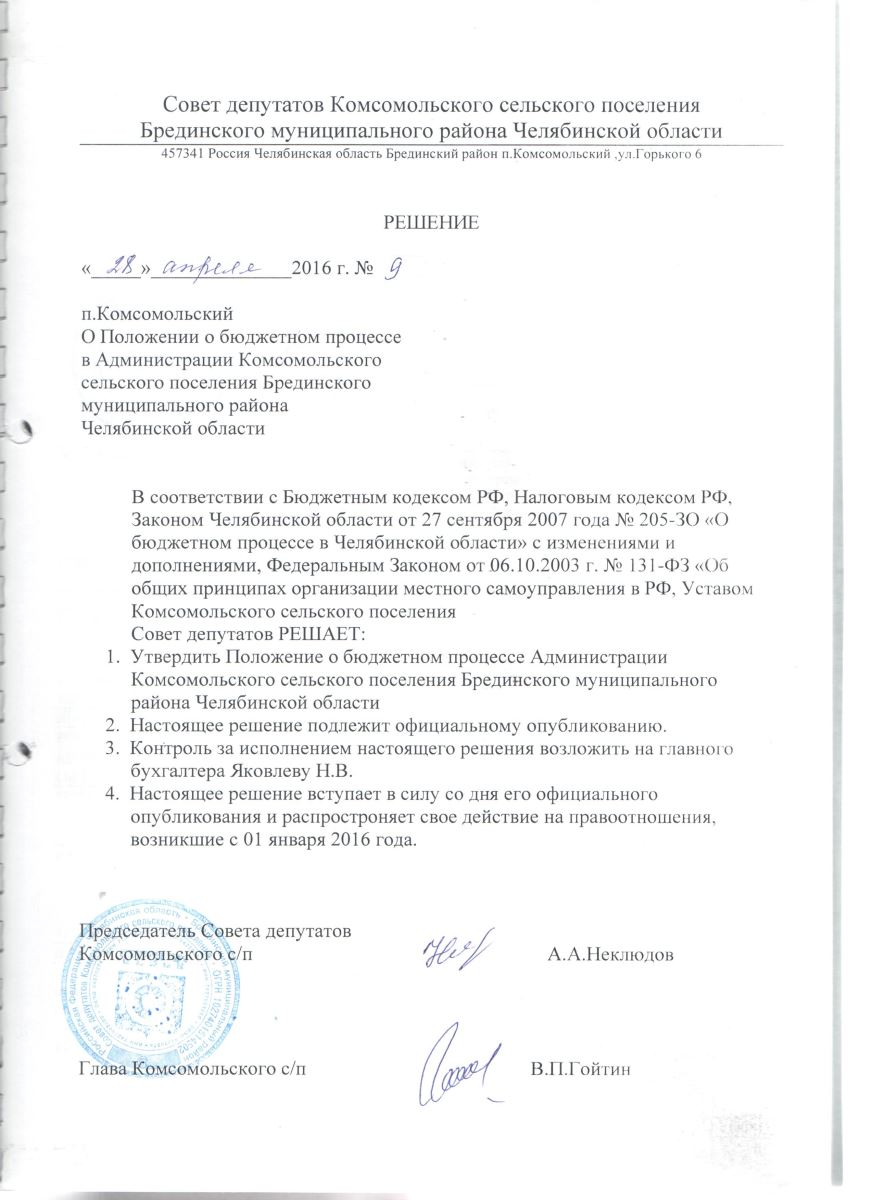 Совет депутатов Комсомольского сельского поселения
Брединского муниципального района Челябинской области
457341 Россия Челябинская область Брединский район п.Комсомольский ,ул.Горького 6
РЕШЕНИЕ
« 28 » апреля 2016 г. № 9
п.Комсомольский
О Положении о бюджетном процессе
в Администрации Комсомольского
сельского поселения Брединского
муниципального района
Челябинской области
В соответствии с Бюджетным кодексом РФ, Налоговым кодексом РФ,
Законом Челябинской области от 27 сентября 2007 года № 205-ЗО «О
бюджетном процессе в Челябинской области» с изменениями и
дополнениями, Федеральным Законом от 06.10.2003 г. № 131-ФЗ «Об
общих принципах организации местного самоуправления в РФ, Уставом
Комсомольского сельского поселения
Совет депутатов РЕШАЕТ:
1. Утвердить Положение о бюджетном процессе Администрации
Комсомольского сельского поселения Брединского муниципального
района Челябинской области
2. Настоящее решение подлежит официальному опубликованию.
3. Контроль за исполнением настоящего решения возложить на главного
бухгалтера Яковлеву Н.В.
4. Настоящее решение вступает в силу со дня его официального
опубликования и распростроняет свое действие на правоотношения,
возникшие с 01 января 2016 года.
Председатель Совета депутатов
Комсомольского с/п А.А.Неклюдов
Глава Комсомольского с/п В.П.Гойтин